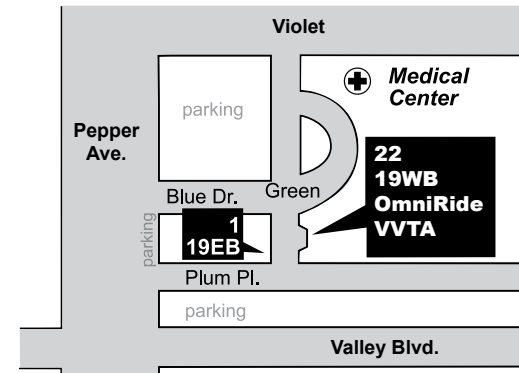 Violet
Medical
Center
parking
Pepper
Ave.
22
19WB
OmniRide
VVTA
Blue Dr.
Green
parking
1
19EB
Plum Pl.
parking
Valley Blvd.